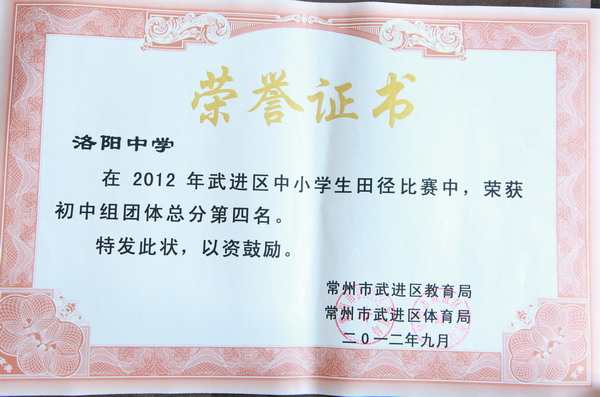 荣誉证书
洛阳中学
在 2012 年武进区中小学生田径比赛中，荣获
初中组团体总分第四名。
特发此状，以资鼓励。
常州市武进区教育局
常州市武进区体育局
二〇一二年九月